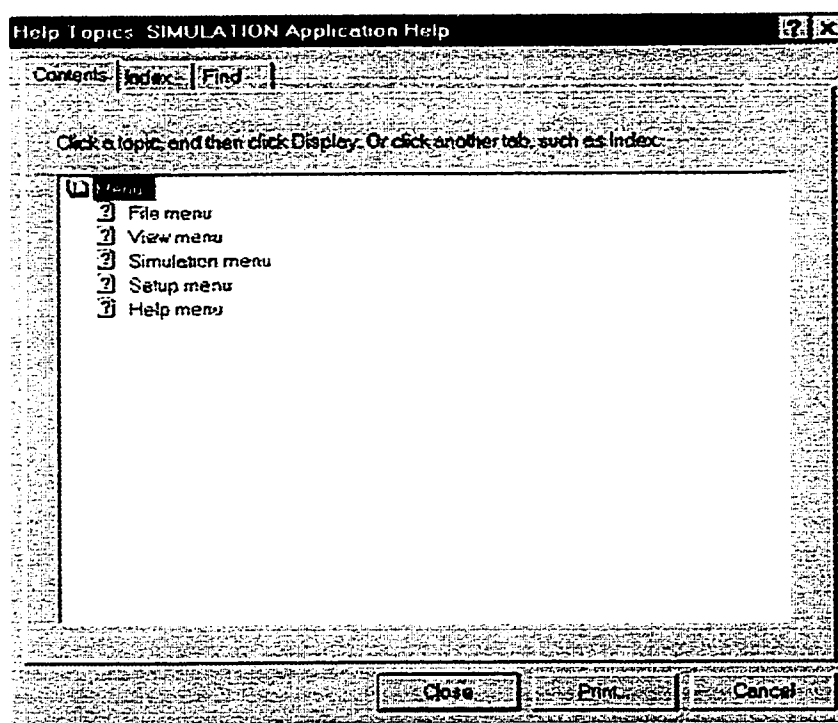 Help Topics: SIMULATION Application Help
Contents Index Find
Click a topic, and then click Display. Or click another tab, such as Index.
Menu
File menu
View menu
Simulation menu
Setup menu
Help menu
Close Print... Cancel